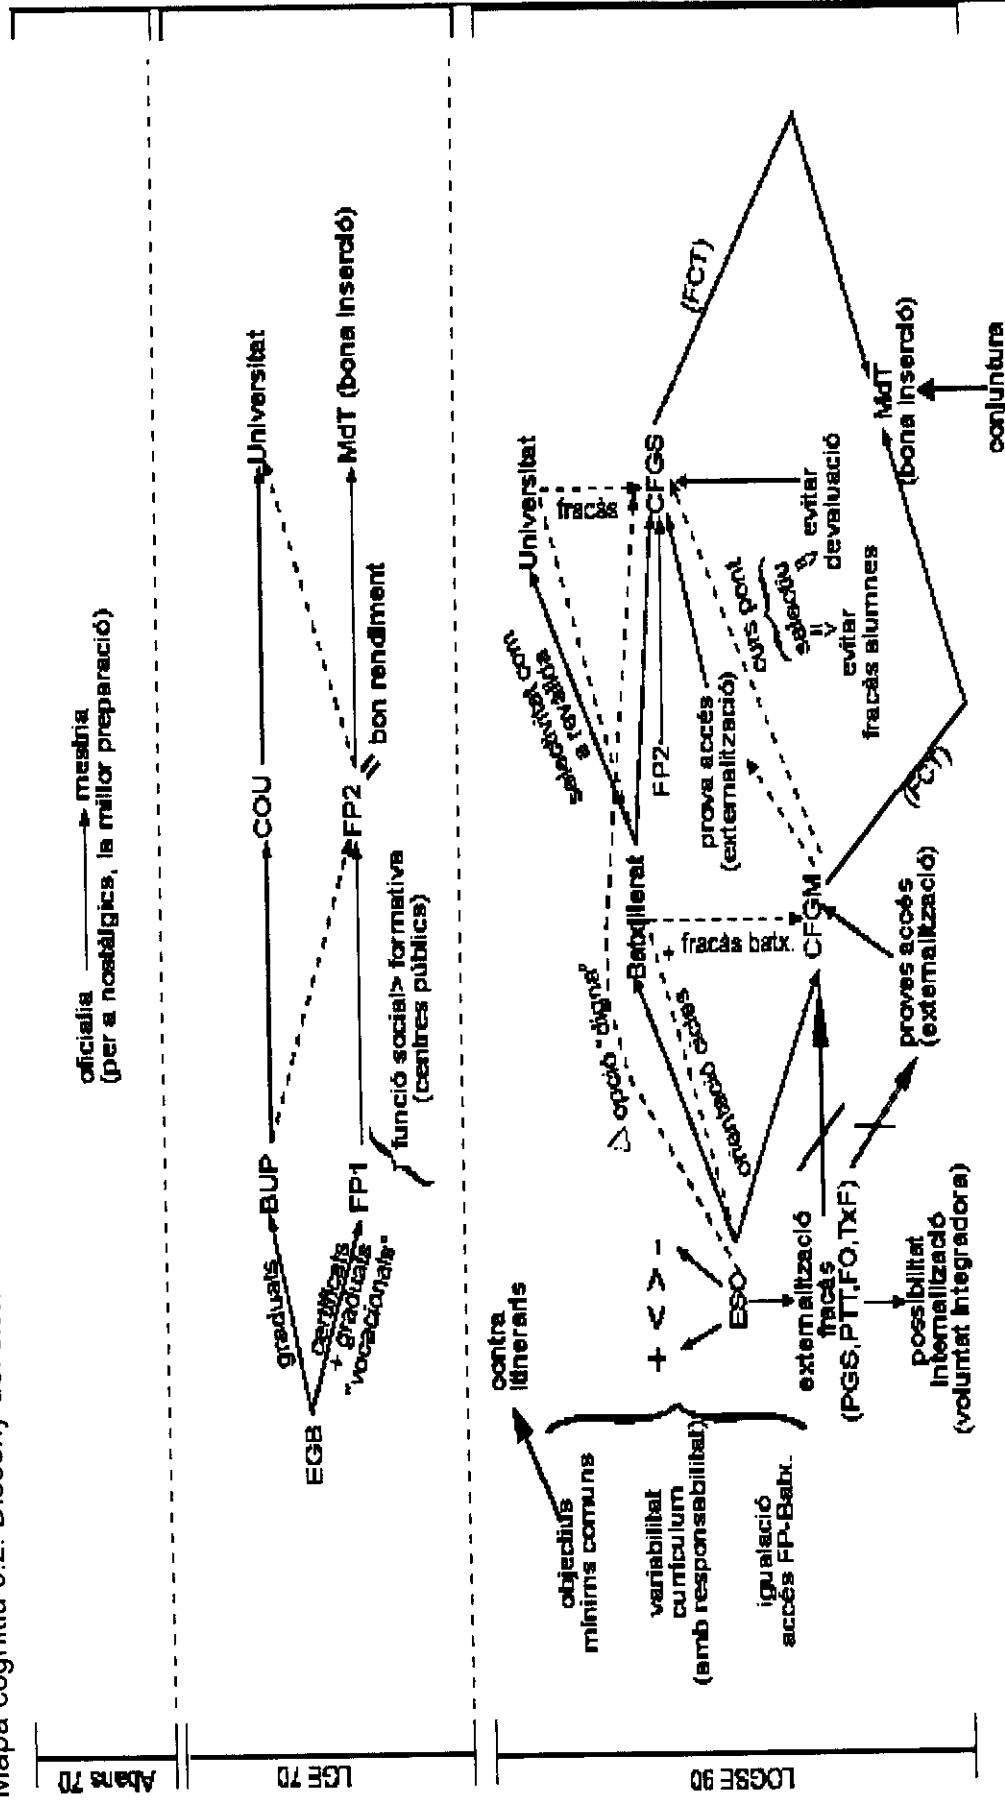 Mapa cognitiu
Abans 70
oficialia mestria
(per a nostàlgics, la millor preparació)
LGE 70
EGB
graduats
certificats
+ graduats
"vocacionals"
BUP
FP1
funció social> formativa
(centres públics)
COU
FP2
=
bon rendiment
Universitat
MdT (bona inserció)
LOGSE 90
objectius
mínims comuns
variabilitat
currículum
(amb responsabilitat)
igualació
accés FP-Batx.
contra
itineraris
+ < > -
ESO
externalització
fracàs
(PGS,PTT,FO,TxF)
possibilitat
internalització
(voluntat integradora)
Δ opció "digna"
orientació cotes
+
Batxillerat
fracàs batx.
CFGM
proves accés
(externalització)
selectivitat com
a revàlida
FP2
prova accés
(externalització)
curs pont
selectiu
evitar
fracàs alumnes
evitar
devaluació
Universitat
fracàs
CFGS
(FCT)
(FCT)
MdT
(bona inserció)
conjuntura